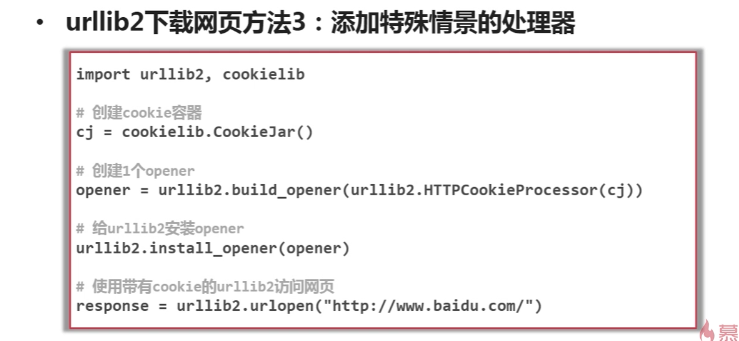 • urllib2下载网页方法3：添加特殊情景的处理器
import urllib2, cookielib
# 创建cookie容器
cj = cookielib.CookieJar()
# 创建1个opener
opener = urllib2.build_opener(urllib2.HTTPCookieProcessor(cj))
# 给urllib2安装opener
urllib2.install_opener(opener)
# 使用带有cookie的urllib2访问网页
response = urllib2.urlopen("http://www.baidu.com/")
慕